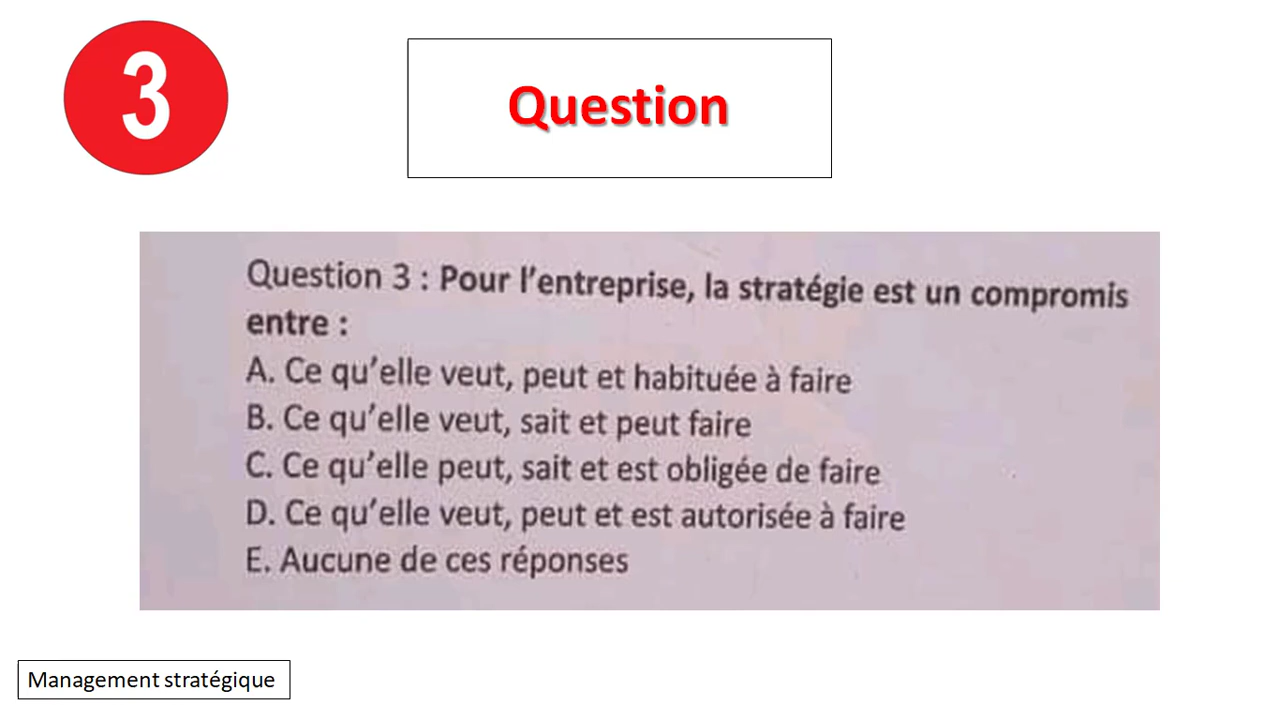 3
Question
Question 3 : Pour l'entreprise, la stratégie est un compromis
entre :
A. Ce qu'elle veut, peut et habituée à faire
B. Ce qu'elle veut, sait et peut faire
C. Ce qu'elle peut, sait et est obligée de faire
D. Ce qu'elle veut, peut et est autorisée à faire
E. Aucune de ces réponses
Management stratégique